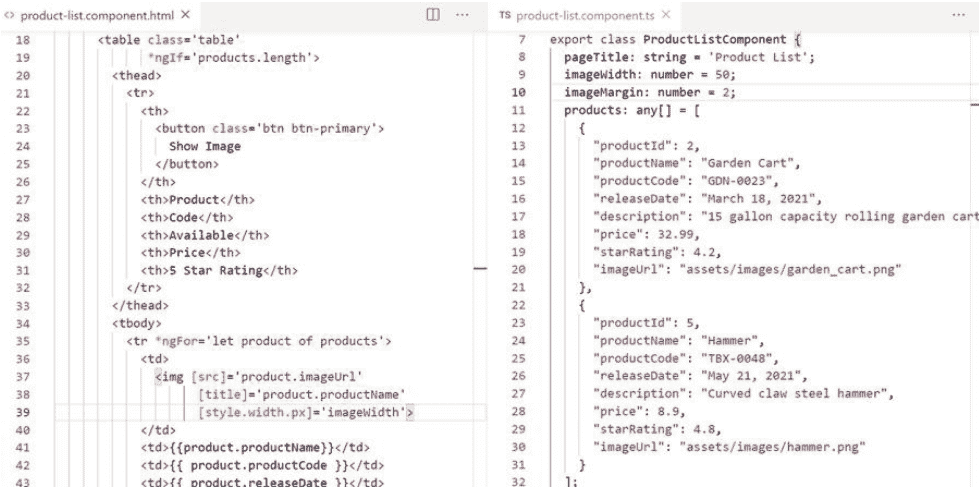 product-list.component.html
18 <table class='table'
19 *ngIf='products.length'>
20 <thead>
21 <tr>
22 <th>
23 <button class='btn btn-primary'>
24 Show Image
25 </button>
26 </th>
27 <th>Product</th>
28 <th>Code</th>
29 <th>Available</th>
30 <th>Price</th>
31 <th>5 Star Rating</th>
32 </tr>
33 </thead>
34 <tbody>
35 <tr *ngFor='let product of products'>
36 <td>
37 <img [src]='product.imageUrl'
38 [title]='product.productName'
39 [style.width.px]='imageWidth'>
40 </td>
41 <td>{{product.productName}}</td>
42 <td>{{ product.productCode }}</td>
43 <td>{{ product.releaseDate }}</td>
TS product-list.component.ts
7 export class ProductListComponent {
8 pageTitle: string = 'Product List';
9 imageWidth: number = 50;
10 imageMargin: number = 2;
11 products: any[] = [
12 {
13 "productId": 2,
14 "productName": "Garden Cart",
15 "productCode": "GDN-0023",
16 "releaseDate": "March 18, 2021",
17 "description": "15 gallon capacity rolling garden cart
18 "price": 32.99,
19 "starRating": 4.2,
20 "imageUrl": "assets/images/garden_cart.png"
21 },
22 {
23 "productId": 5,
24 "productName": "Hammer",
25 "productCode": "TBX-0048",
26 "releaseDate": "May 21, 2021",
27 "description": "Curved claw steel hammer",
28 "price": 8.9,
29 "starRating": 4.8,
30 "imageUrl": "assets/images/hammer.png"
31 }
32 ];